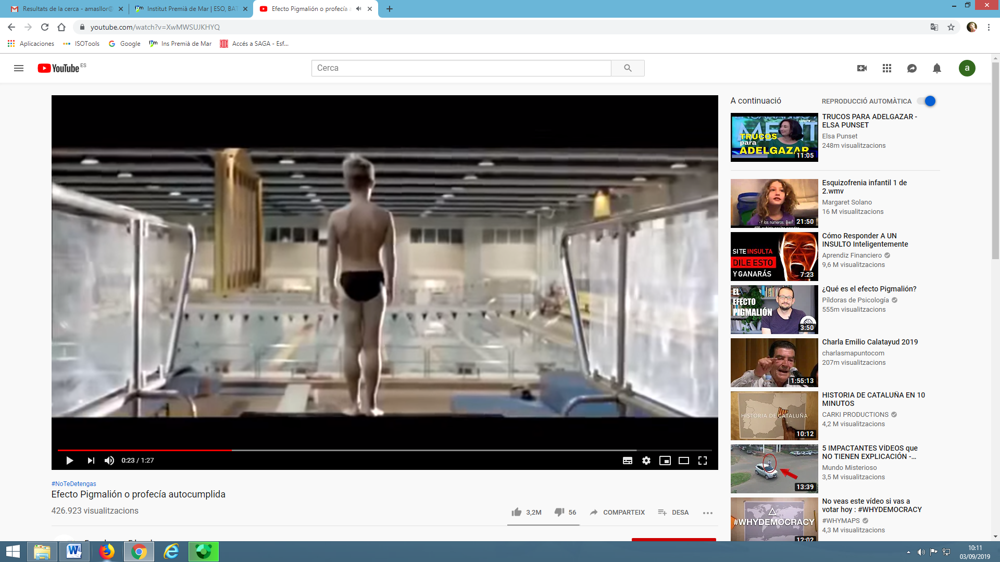 Resultats de la cerca - amasllor@
Institut Premià de Mar | ESO, BAT
Efecto Pigmalión o profecía a
youtube.com/watch?v=XwMWSUJKHYQ
Aplicaciones
ISOTools
Google
Ins Premià de Mar
Accés a SAGA - Esf...
YouTube ES
Cerca
a
0:23 / 1:27
#NoTeDetengas
Efecto Pigmalión o profecía autocumplida
426.923 visualitzacions
3,2M
56
COMPARTEIX
DESA
A continuació
REPRODUCCIÓ AUTOMÀTICA
TRUCOS
para
ADELGAZAR
11:05
TRUCOS PARA ADELGAZAR -
ELSA PUNSET
Elsa Punset
248m visualitzacions
-Y los números. Bien.
21:50
Esquizofrenia infantil 1 de
2.wmv
Margaret Solano
16 M visualitzacions
SI TE INSULTA
DILE ESTO
Y GANARÁS
7:23
Cómo Responder A UN
INSULTO Inteligentemente
Aprendiz Financiero
9,6 M visualitzacions
EL
EFECTO
PIGMALIÓN
3:50
¿Qué es el efecto Pigmalión?
Píldoras de Psicología
555m visualitzacions
1:55:13
Charla Emilio Calatayud 2019
charlasmapuntocom
207m visualitzacions
HISTORIA DE CATALUÑA
10:12
HISTORIA DE CATALUÑA EN 10
MINUTOS
CARKI PRODUCTIONS
4,2 M visualitzacions
13:39
5 IMPACTANTES VÍDEOS que
NO TIENEN EXPLICACIÓN -...
Mundo Misterioso
3,5 M visualitzacions
#WHYDEMOCRACY
12:02
No veas este vídeo si vas a
votar hoy : #WHYDEMOCRACY
#WHYMAPS
4,3 M visualitzacions
10:11
03/09/2019